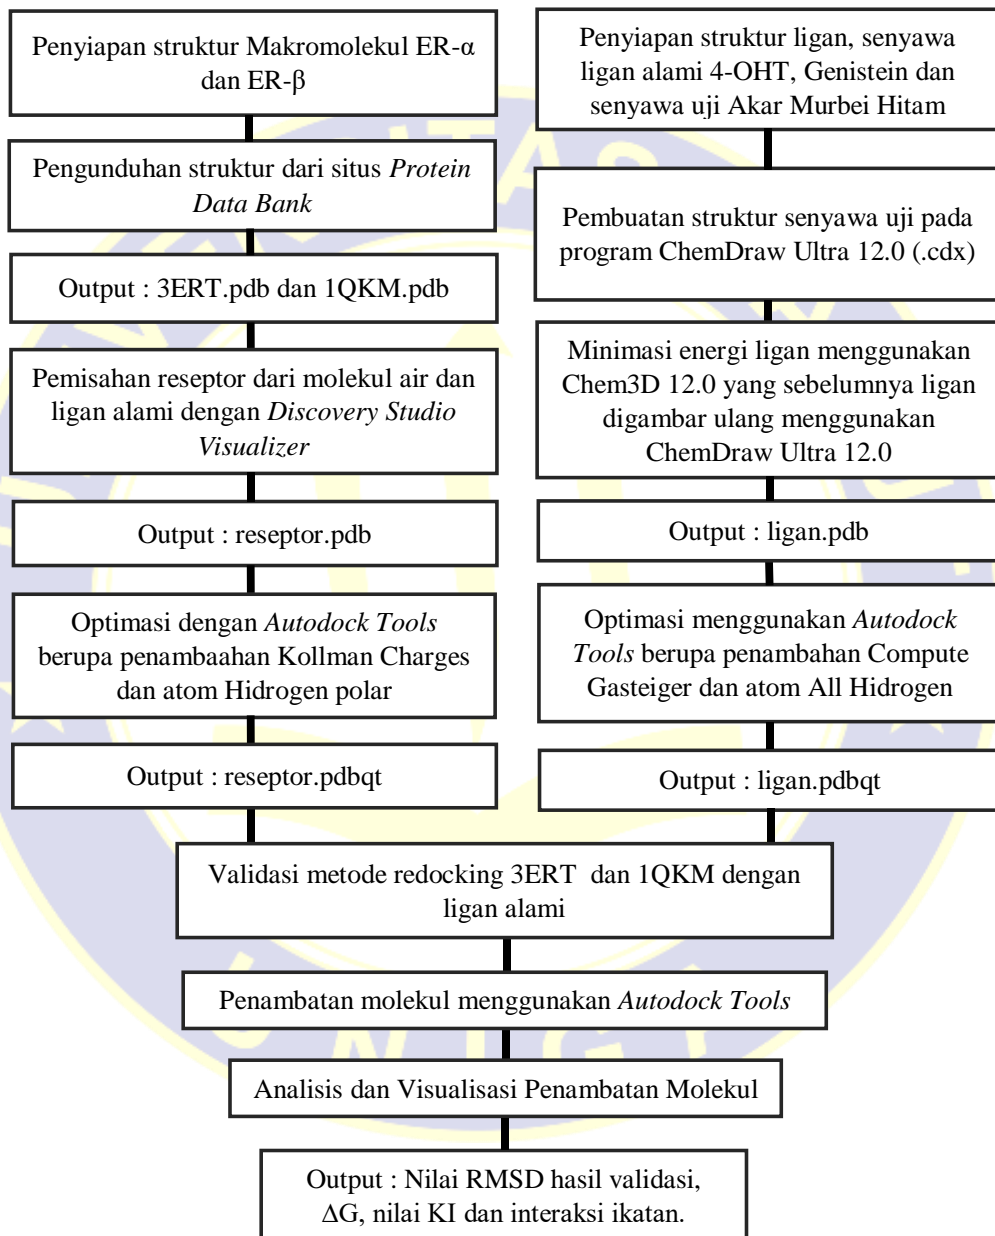 Penyiapan struktur Makromolekul ER-α
dan ER-β
Pengunduhan struktur dari situs Protein
Data Bank
Output : 3ERT.pdb dan 1QKM.pdb
Pemisahan reseptor dari molekul air dan
ligan alami dengan Discovery Studio
Visualizer
Output : reseptor.pdb
Optimasi dengan Autodock Tools
berupa penambaahan Kollman Charges
dan atom Hidrogen polar
Output : reseptor.pdbqt
Penyiapan struktur ligan, senyawa
ligan alami 4-OHT, Genistein dan
senyawa uji Akar Murbei Hitam
Pembuatan struktur senyawa uji pada
program ChemDraw Ultra 12.0 (.cdx)
Minimasi energi ligan menggunakan
Chem3D 12.0 yang sebelumnya ligan
digambar ulang menggunakan
ChemDraw Ultra 12.0
Output : ligan.pdb
Optimasi menggunakan Autodock
Tools berupa penambahan Compute
Gasteiger dan atom All Hidrogen
Output : ligan.pdbqt
Validasi metode redocking 3ERT  dan 1QKM dengan
ligan alami
Penambatan molekul menggunakan Autodock Tools
Analisis dan Visualisasi Penambatan Molekul
Output : Nilai RMSD hasil validasi,
∆G, nilai KI dan interaksi ikatan.